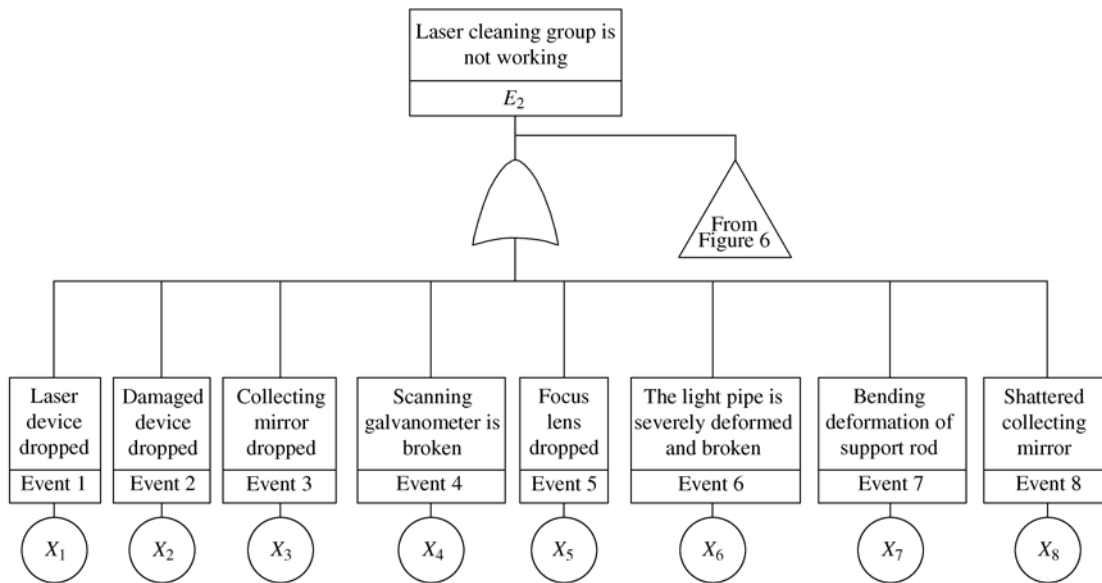 Laser cleaning group is
not working
E₂
From
Figure 6
Laser
device
dropped
Event 1
X₁
Damaged
device
dropped
Event 2
X₂
Collecting
mirror
dropped
Event 3
X₃
Scanning
galvanometer is
broken
Event 4
X₄
Focus
lens
dropped
Event 5
X₅
The light pipe is
severely deformed
and broken
Event 6
X₆
Bending
deformation of
support rod
Event 7
X₇
Shattered
collecting
mirror
Event 8
X₈